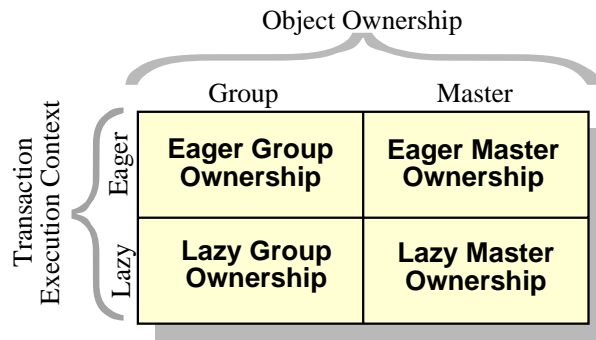 Object Ownership
Group
Master
Transaction
Execution Context
Eager
Eager Group
Ownership
Eager Master
Ownership
Lazy
Lazy Group
Ownership
Lazy Master
Ownership